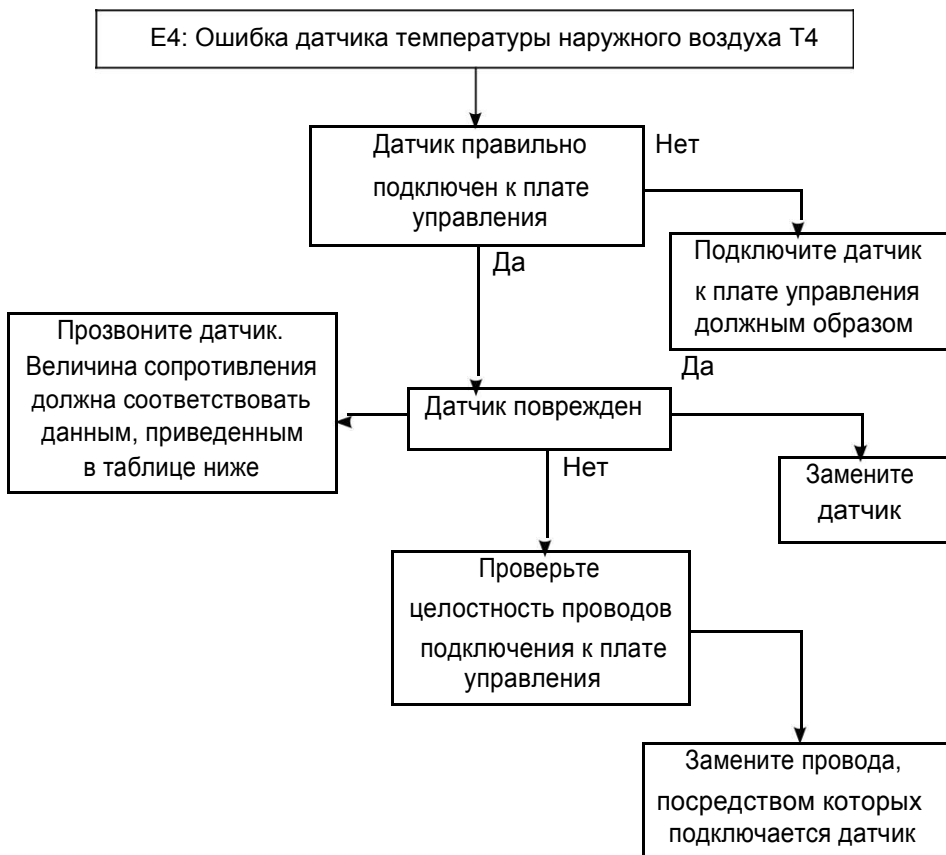 E4: Ошибка датчика температуры наружного воздуха T4
Датчик правильно
подключен к плате
управления
Нет
Да
Подключите датчик
к плате управления
должным образом
Прозвоните датчик.
Величина сопротивления
должна соответствовать
данным, приведенным
в таблице ниже
Датчик поврежден
Да
Нет
Замените
датчик
Проверьте
целостность проводов
подключения к плате
управления
Замените провода,
посредством которых
подключается датчик